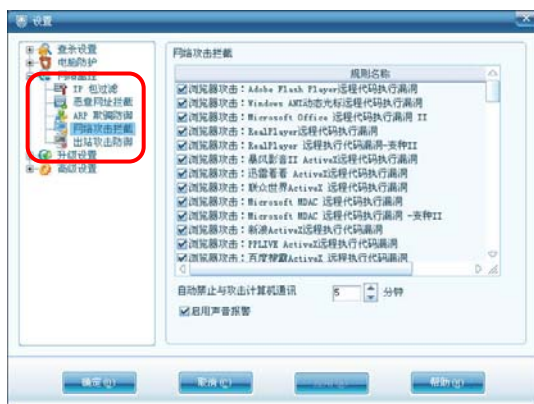 设置
查杀设置
电脑防护
网络监控
IP 包过滤
恶意网址拦截
ARP 欺骗防御
网络攻击拦截
出站攻击防御
升级设置
高级设置
网络攻击拦截
规则名称
浏览器攻击：Adobe Flash Player远程代码执行漏洞
浏览器攻击：Windows ANI动态光标远程代码执行漏洞
浏览器攻击：Microsoft Office 远程代码执行漏洞 II
浏览器攻击：RealPlayer远程代码执行漏洞
浏览器攻击：RealPlayer 远程代码执行代码漏洞-变种II
浏览器攻击：暴风影音II ActiveX远程执行代码漏洞
浏览器攻击：迅雷看看 ActiveX远程代码执行漏洞
浏览器攻击：联众世界ActiveX 远程代码执行漏洞
浏览器攻击：Microsoft MDAC 远程代码执行漏洞
浏览器攻击：Microsoft MDAC 远程代码执行漏洞 -变种II
浏览器攻击：新浪ActiveX远程执行代码漏洞
浏览器攻击：PPLIVE ActiveX远程执行代码漏洞
浏览器攻击：百度搜霸ActiveX 远程代码执行漏洞
自动禁止与攻击计算机通讯 5 分钟
启用声音报警
确定(O) 取消(C) 帮助(H)